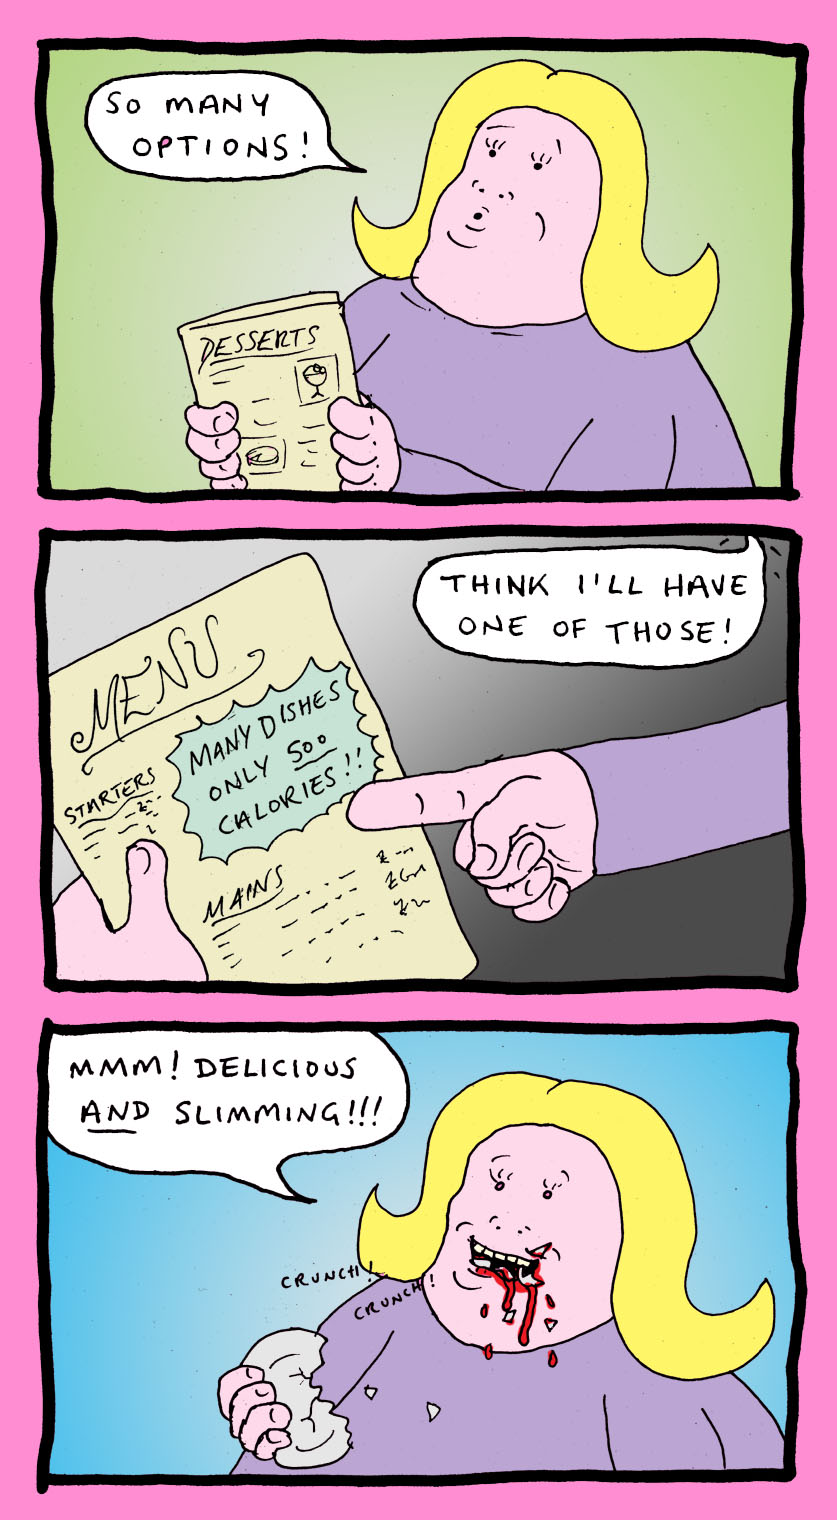 SO MANY
OPTIONS!
DESSERTS
THINK I'LL HAVE
ONE OF THOSE!
MENU
MANY DISHES
ONLY 500
CALORIES!!
STARTERS
MAINS
MMM! DELICIOUS
AND SLIMMING!!!
CRUNCH!
CRUNCH!